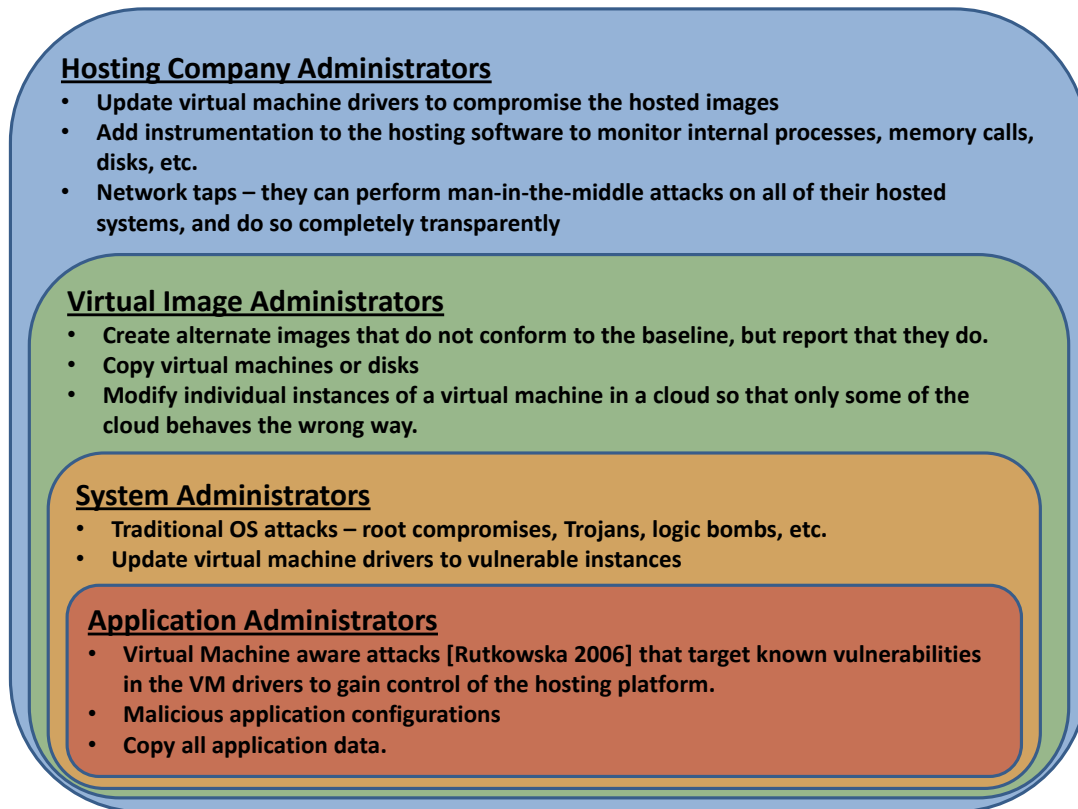 Hosting Company Administrators
• Update virtual machine drivers to compromise the hosted images
• Add instrumentation to the hosting software to monitor internal processes, memory calls,
disks, etc.
• Network taps – they can perform man-in-the-middle attacks on all of their hosted
systems, and do so completely transparently
Virtual Image Administrators
• Create alternate images that do not conform to the baseline, but report that they do.
• Copy virtual machines or disks
• Modify individual instances of a virtual machine in a cloud so that only some of the
cloud behaves the wrong way.
System Administrators
• Traditional OS attacks – root compromises, Trojans, logic bombs, etc.
• Update virtual machine drivers to vulnerable instances
Application Administrators
• Virtual Machine aware attacks [Rutkowska 2006] that target known vulnerabilities
in the VM drivers to gain control of the hosting platform.
• Malicious application configurations
• Copy all application data.